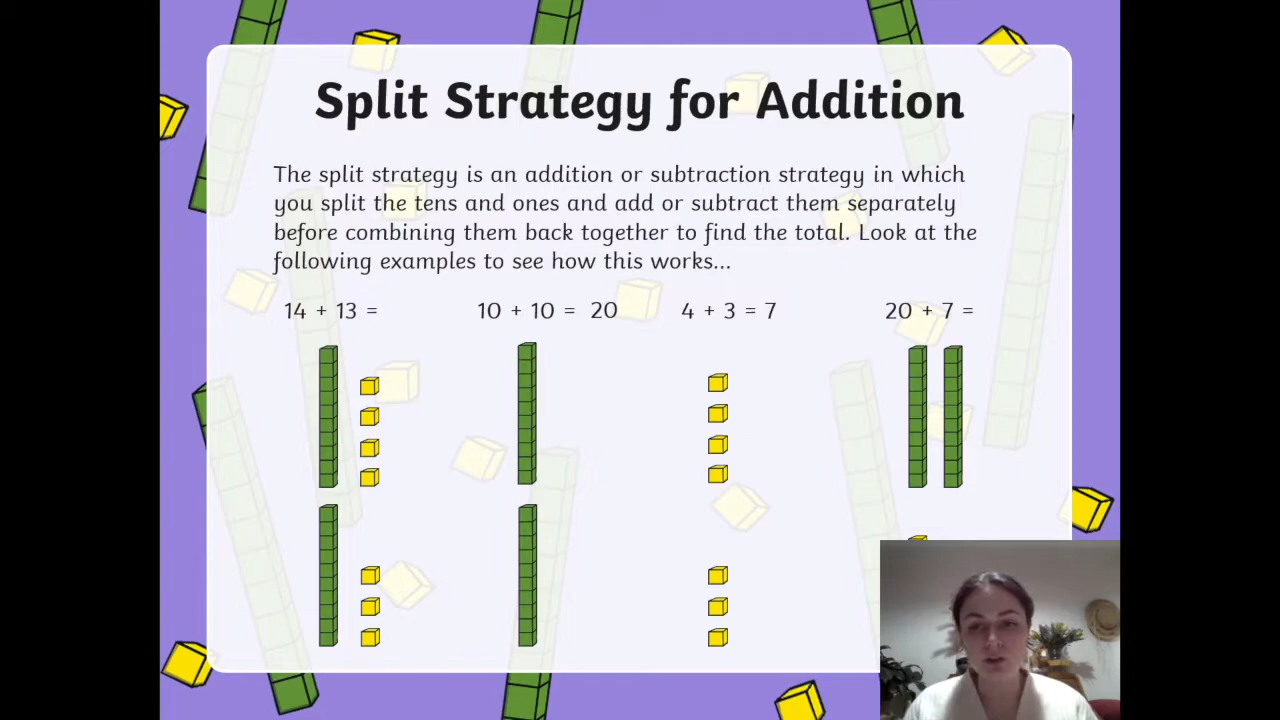 Split Strategy for Addition
The split strategy is an addition or subtraction strategy in which
you split the tens and ones and add or subtract them separately
before combining them back together to find the total. Look at the
following examples to see how this works...
14 + 13 =
10 + 10 = 20
4 + 3 = 7
20 + 7 =